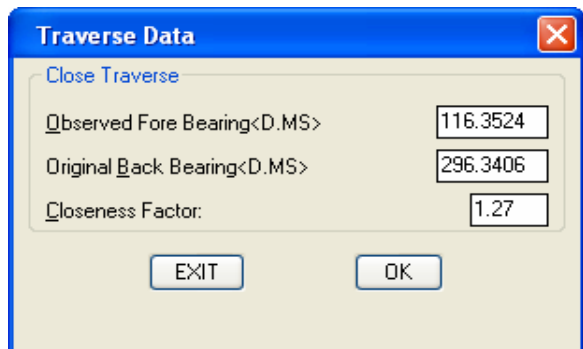 Traverse Data
Close Traverse
Observed Fore Bearing<D.MS> 116.3524
Original Back Bearing<D.MS> 296.3406
Closeness Factor: 1.27
EXIT OK